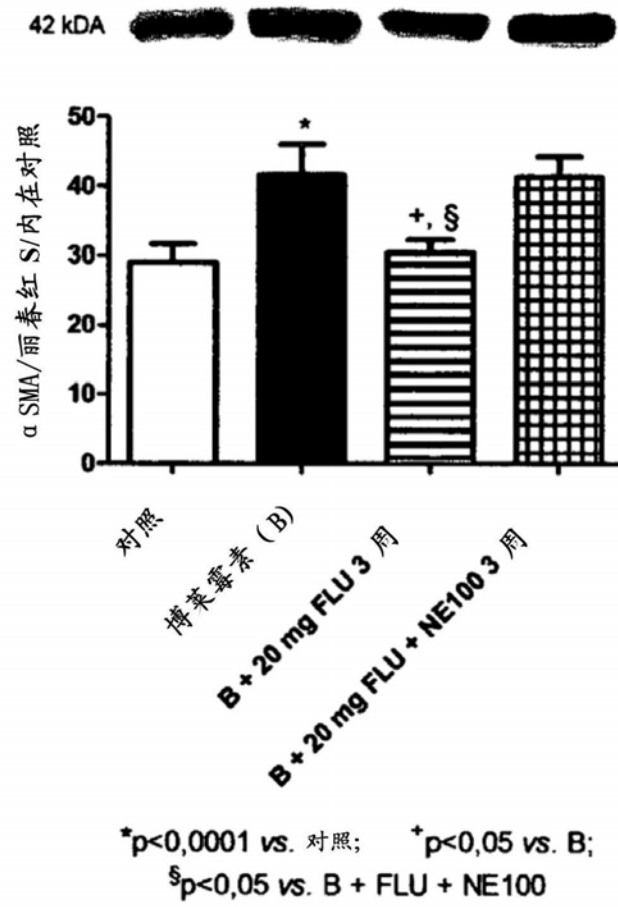 42 kDA
αSMA/丽春红 S/内在对照
50
40
30
20
10
0
*
+, §
对照
博莱霉素 (B)
B + 20 mg FLU 3 周
B + 20 mg FLU + NE100 3 周
*p<0,0001 vs. 对照; +p<0,05 vs. B;
§p<0,05 vs. B + FLU + NE100